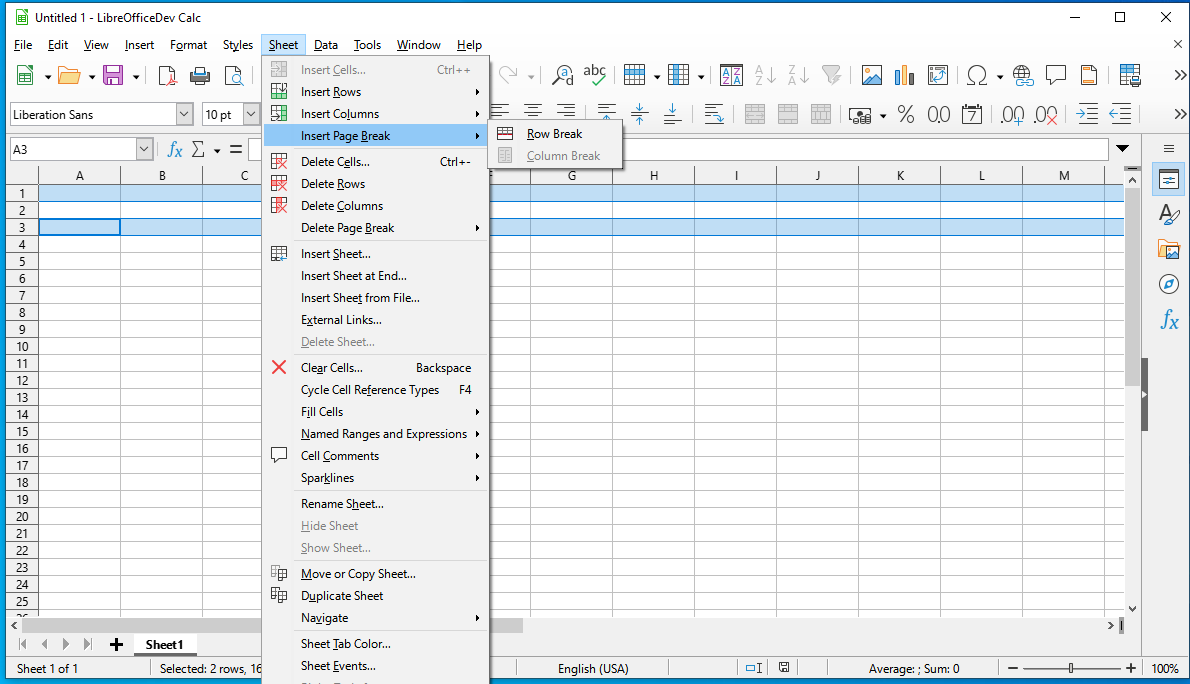 Untitled 1 - LibreOfficeDev Calc
File Edit View Insert Format Styles Sheet Data Tools Window Help
Liberation Sans 10 pt
A3
A B C G H I J K L M
1
2
3
4
5
6
7
8
9
10
11
12
13
14
15
16
17
18
19
20
21
22
23
24
25
Insert Cells... Ctrl++
Insert Rows
Insert Columns
Insert Page Break
Delete Cells... Ctrl+-
Delete Rows
Delete Columns
Delete Page Break
Insert Sheet...
Insert Sheet at End...
Insert Sheet from File...
External Links...
Delete Sheet...
Clear Cells... Backspace
Cycle Cell Reference Types F4
Fill Cells
Named Ranges and Expressions
Cell Comments
Sparklines
Rename Sheet...
Hide Sheet
Show Sheet...
Move or Copy Sheet...
Duplicate Sheet
Navigate
Sheet Tab Color...
Sheet Events...
Row Break
Column Break
Sheet1
Sheet 1 of 1 Selected: 2 rows, 16 English (USA) Average: ; Sum: 0 100%